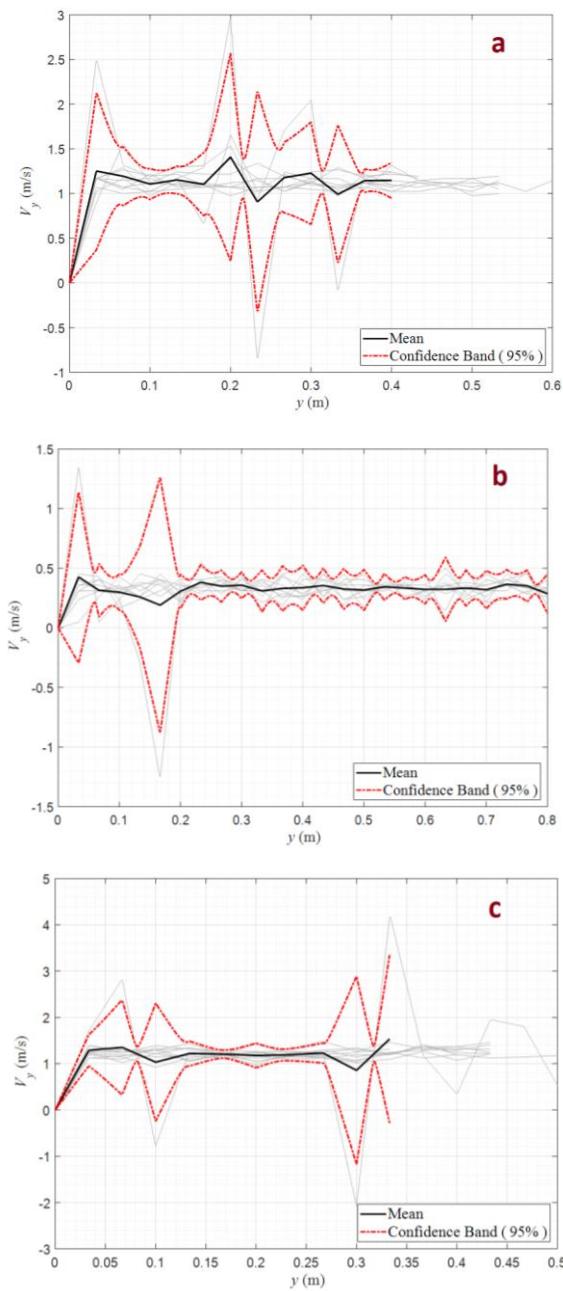 a
3
2.5
2
1.5
1
0.5
0
-0.5
-1
V_y (m/s)
Mean
Confidence Band ( 95% )
0 0.1 0.2 0.3 0.4 0.5 0.6
y (m)
b
1.5
1
0.5
0
-0.5
-1
-1.5
V_y (m/s)
Mean
Confidence Band ( 95% )
0 0.1 0.2 0.3 0.4 0.5 0.6 0.7 0.8
y (m)
c
5
4
3
2
1
0
-1
-2
-3
V_y (m/s)
Mean
Confidence Band ( 95% )
0 0.05 0.1 0.15 0.2 0.25 0.3 0.35 0.4 0.45 0.5
y (m)